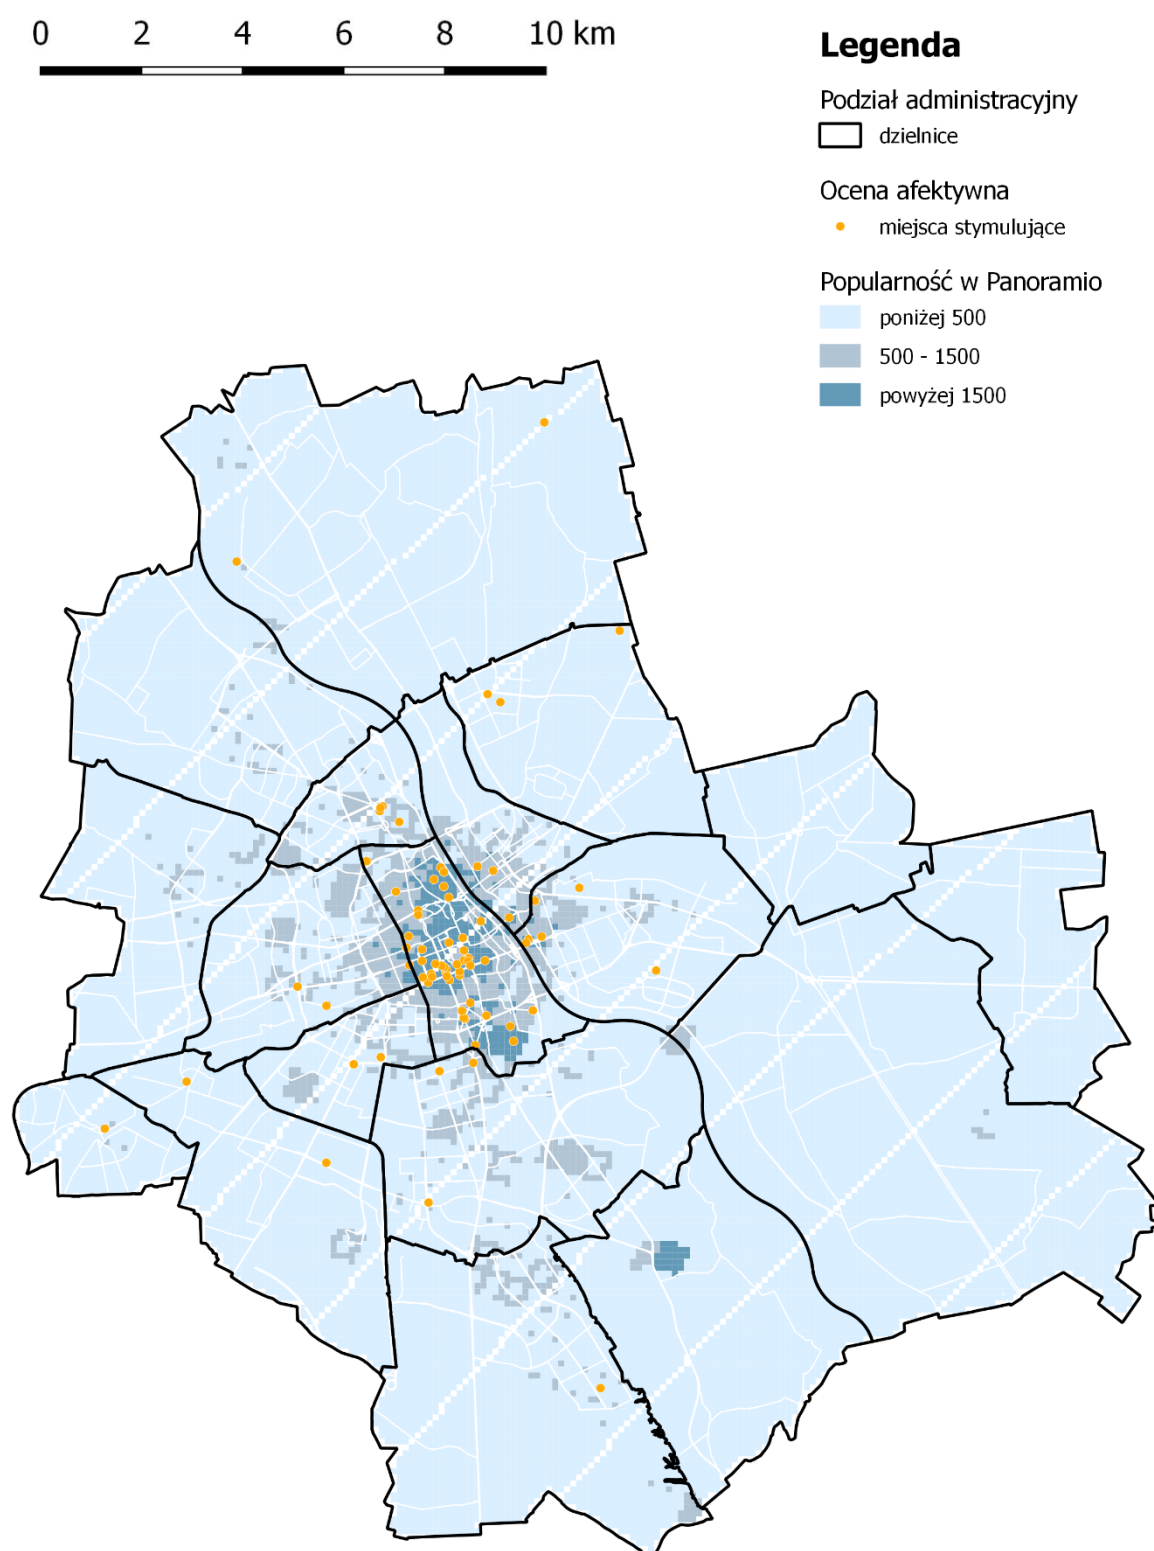 0 2 4 6 8 10 km
Legenda
Podział administracyjny
dzielnice
Ocena afektywna
miejsca stymulujące
Popularność w Panoramio
poniżej 500
500 - 1500
powyżej 1500